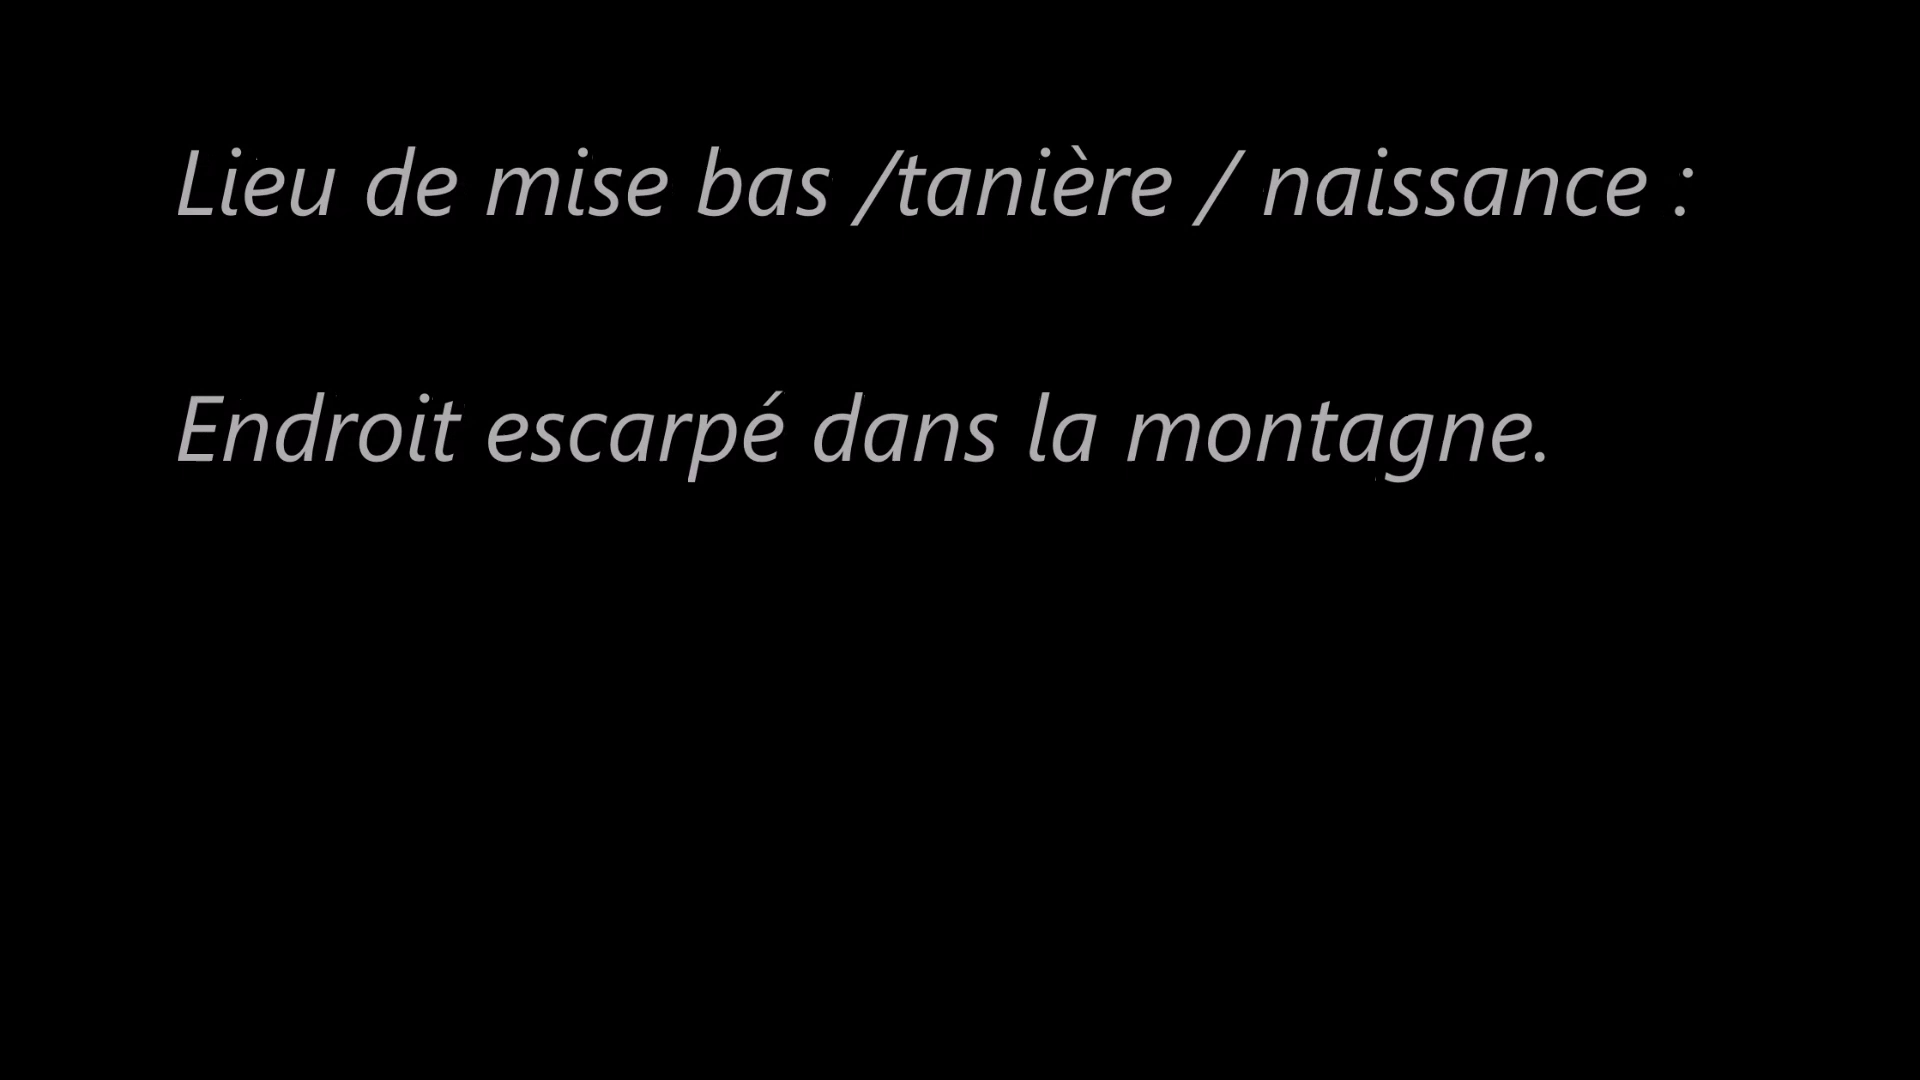 Lieu de mise bas /tanière / naissance :
Endroit escarpé dans la montagne.